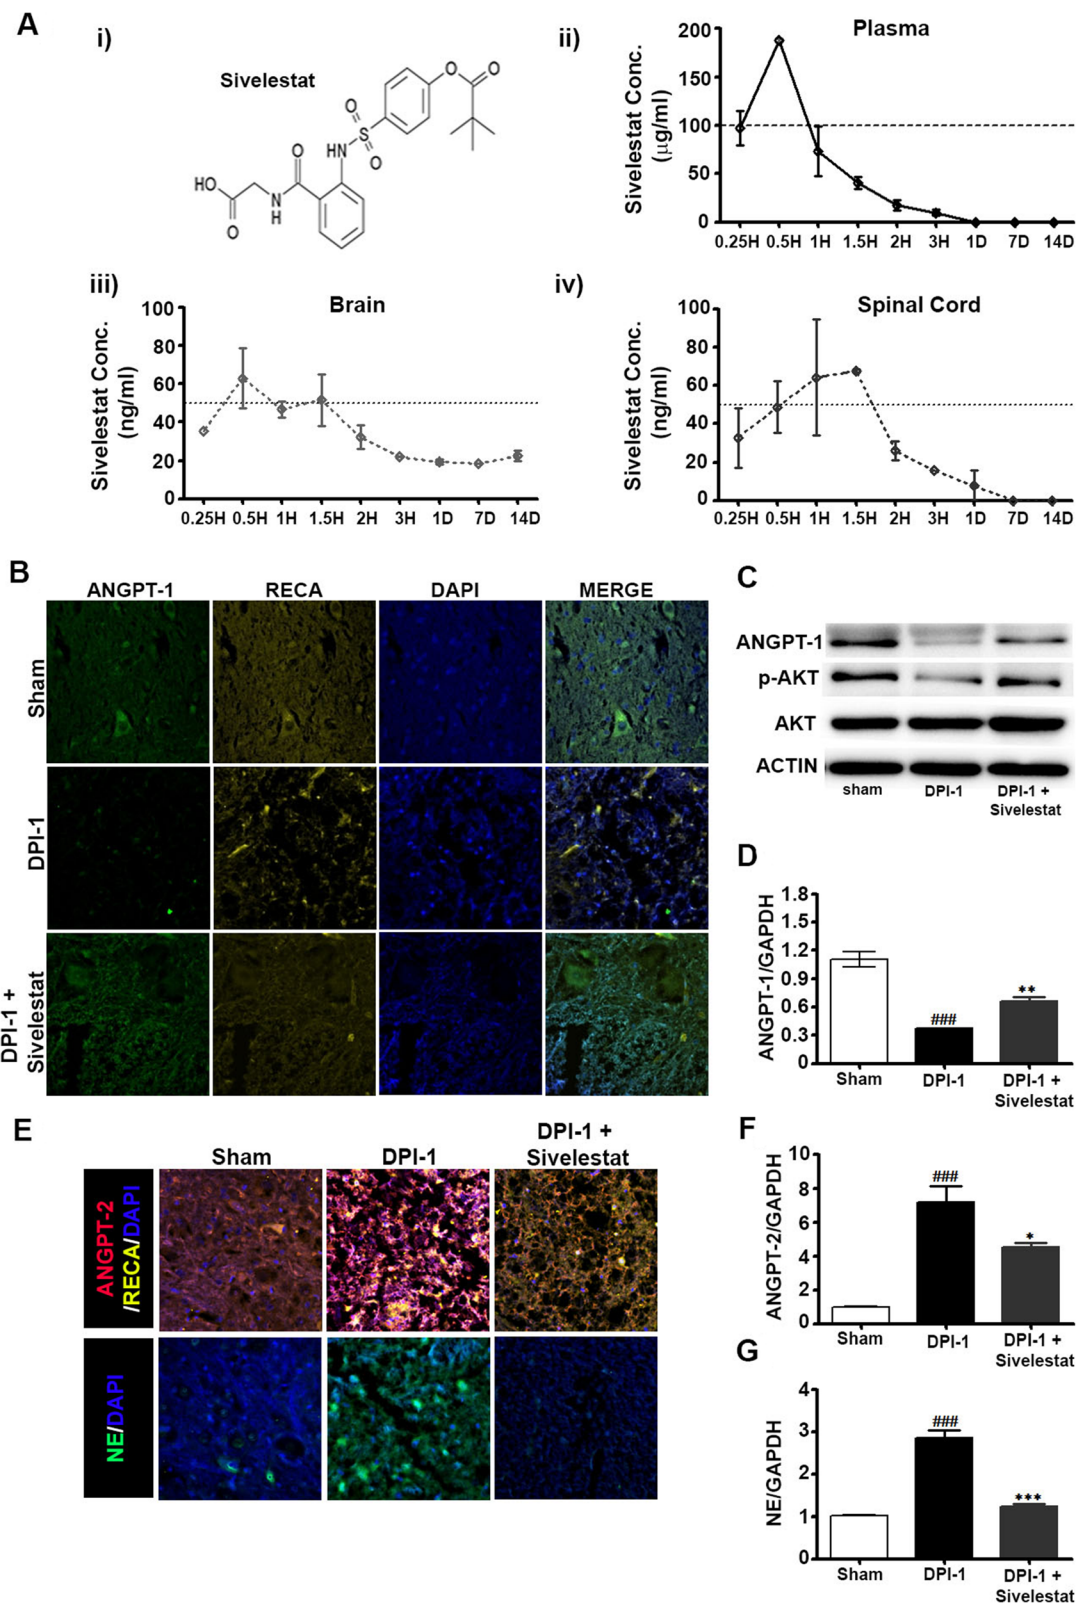 A
i)
Sivelestat
O
O
O
HN
S
O
O
HO
N
H
O
ii)
Plasma
Sivelestat Conc.
(µg/ml)
200
150
100
50
0
0.25H 0.5H 1H 1.5H 2H 3H 1D 7D 14D
iii)
Brain
Sivelestat Conc.
(ng/ml)
100
80
60
40
20
0
0.25H 0.5H 1H 1.5H 2H 3H 1D 7D 14D
iv)
Spinal Cord
Sivelestat Conc.
(ng/ml)
100
80
60
40
20
0
0.25H 0.5H 1H 1.5H 2H 3H 1D 7D 14D
B
ANGPT-1 RECA DAPI MERGE
Sham
DPI-1
DPI-1 +
Sivelestat
C
ANGPT-1
p-AKT
AKT
ACTIN
sham DPI-1 DPI-1 +
Sivelestat
D
ANGPT-1/GAPDH
1.8
1.5
1.2
0.9
0.6
0.3
0
###
**
Sham DPI-1 DPI-1 +
Sivelestat
E
Sham DPI-1 DPI-1 +
Sivelestat
ANGPT-2
/RECA/DAPI
NE/DAPI
F
ANGPT-2/GAPDH
10
8
6
4
2
0
###
*
Sham DPI-1 DPI-1 +
Sivelestat
G
NE/GAPDH
4
3
2
1
0
###
***
Sham DPI-1 DPI-1 +
Sivelestat